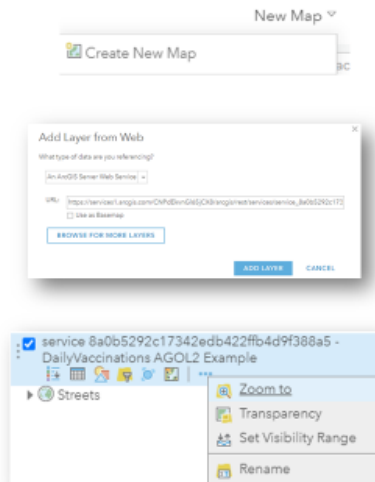 New Map
Create New Map
Add Layer from Web
What type of data are you referencing?
An ArcGIS Server Web Service
URL:
Use as Basemap
BROWSE FOR MORE LAYERS
ADD LAYER CANCEL
service 8a0b5292c17342edb422ffb4d9f388a5 -
DailyVaccinations AGOL2 Example
Streets
Zoom to
Transparency
Set Visibility Range
Rename